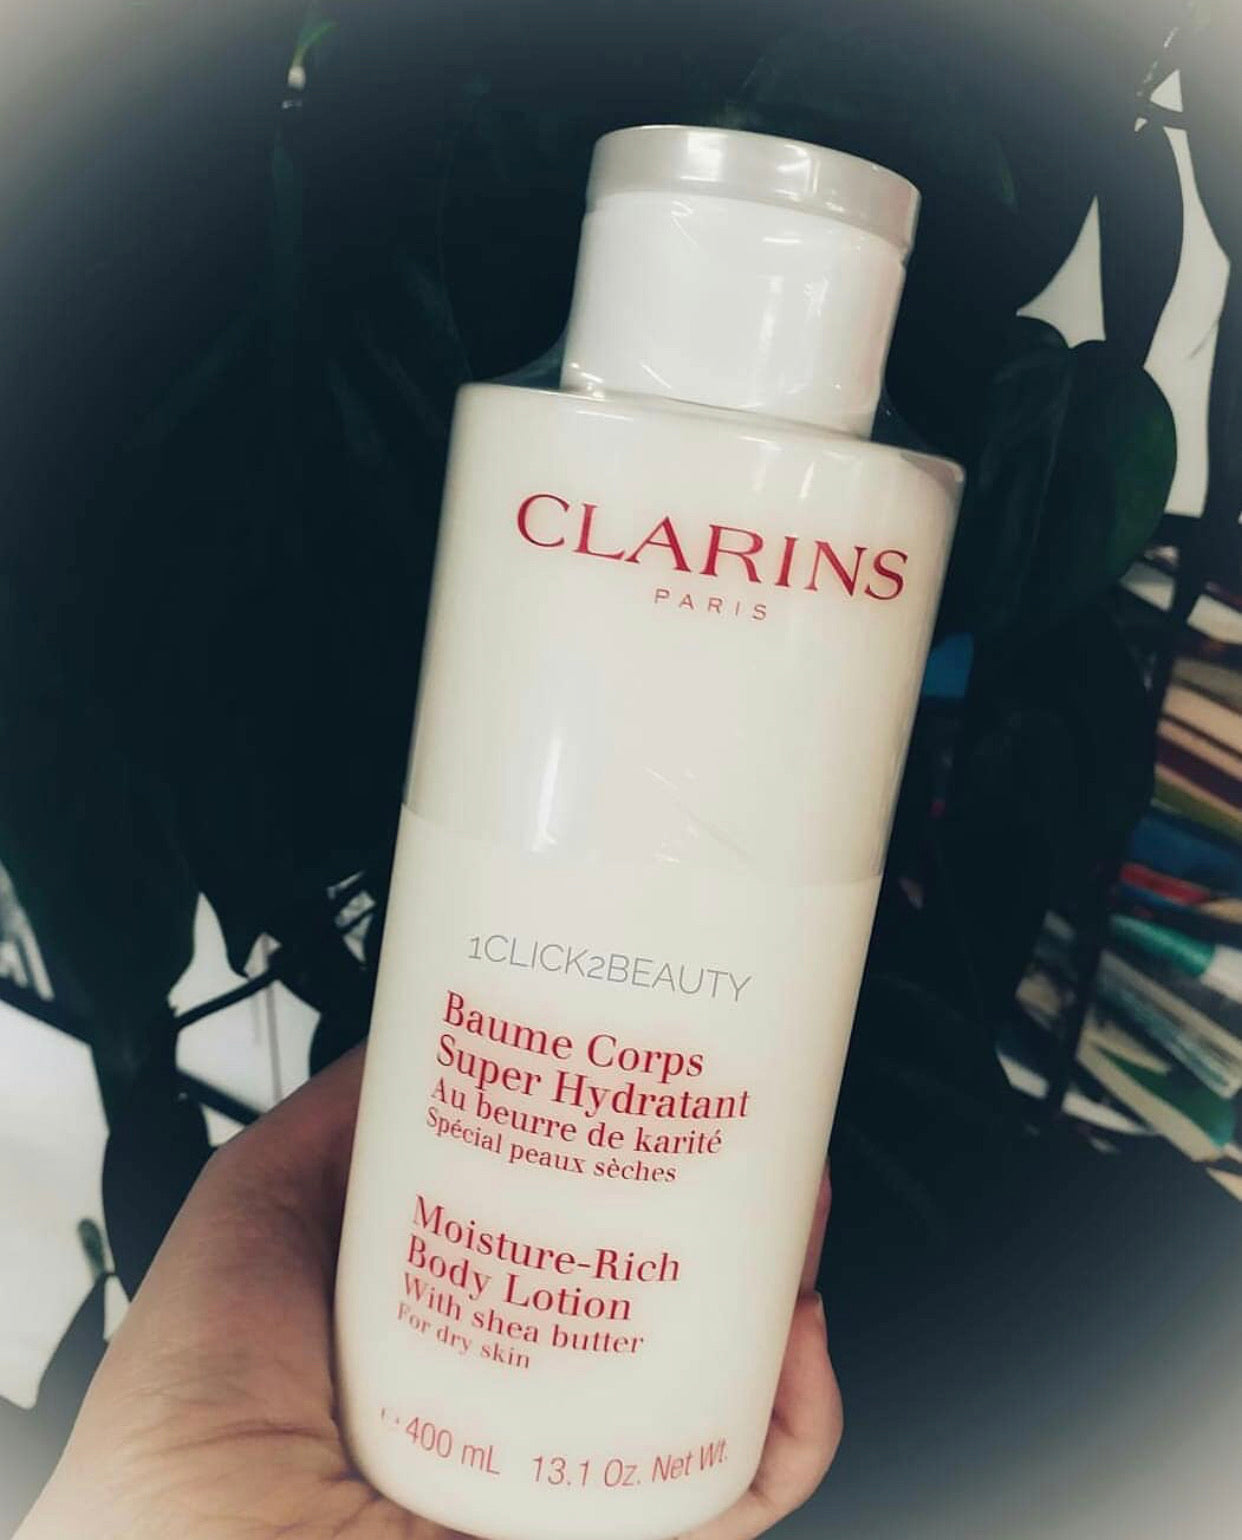 CLARINS
PARIS
1CLICK2BEAUTY
Baume Corps
Super Hydratant
Au beurre de karité
Spécial peaux sèches
Moisture-Rich
Body Lotion
With shea butter
For dry skin
400 mL 13.1 Oz. Net Wt.